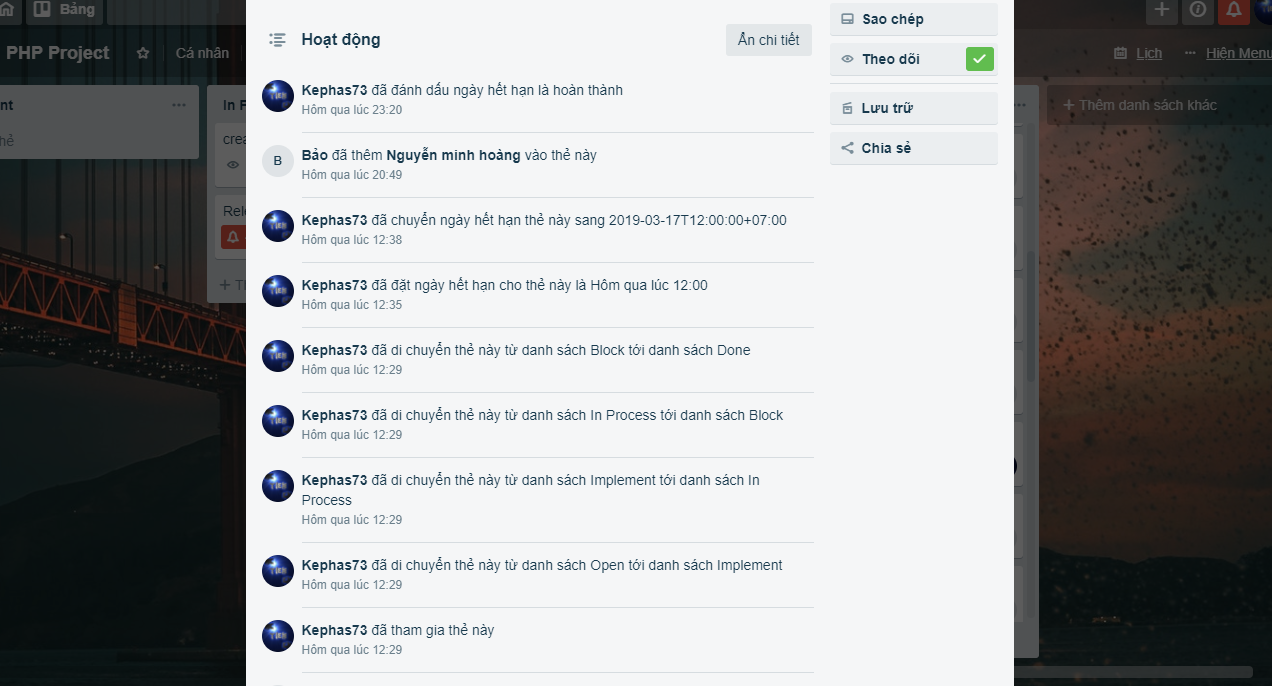 Bảng
PHP Project
Cá nhân
Lịch
Hiện Menu
nt
hẻ
In F
crea
Rele
Thêm danh sách khác
Hoạt động
Ẩn chi tiết
Kephas73 đã đánh dấu ngày hết hạn là hoàn thành
Hôm qua lúc 23:20
B
Bảo đã thêm Nguyễn minh hoàng vào thẻ này
Hôm qua lúc 20:49
Kephas73 đã chuyển ngày hết hạn thẻ này sang 2019-03-17T12:00:00+07:00
Hôm qua lúc 12:38
Kephas73 đã đặt ngày hết hạn cho thẻ này là Hôm qua lúc 12:00
Hôm qua lúc 12:35
Kephas73 đã di chuyển thẻ này từ danh sách Block tới danh sách Done
Hôm qua lúc 12:29
Kephas73 đã di chuyển thẻ này từ danh sách In Process tới danh sách Block
Hôm qua lúc 12:29
Kephas73 đã di chuyển thẻ này từ danh sách Implement tới danh sách In
Process
Hôm qua lúc 12:29
Kephas73 đã di chuyển thẻ này từ danh sách Open tới danh sách Implement
Hôm qua lúc 12:29
Kephas73 đã tham gia thẻ này
Hôm qua lúc 12:29
Sao chép
Theo dõi
Lưu trữ
Chia sẻ